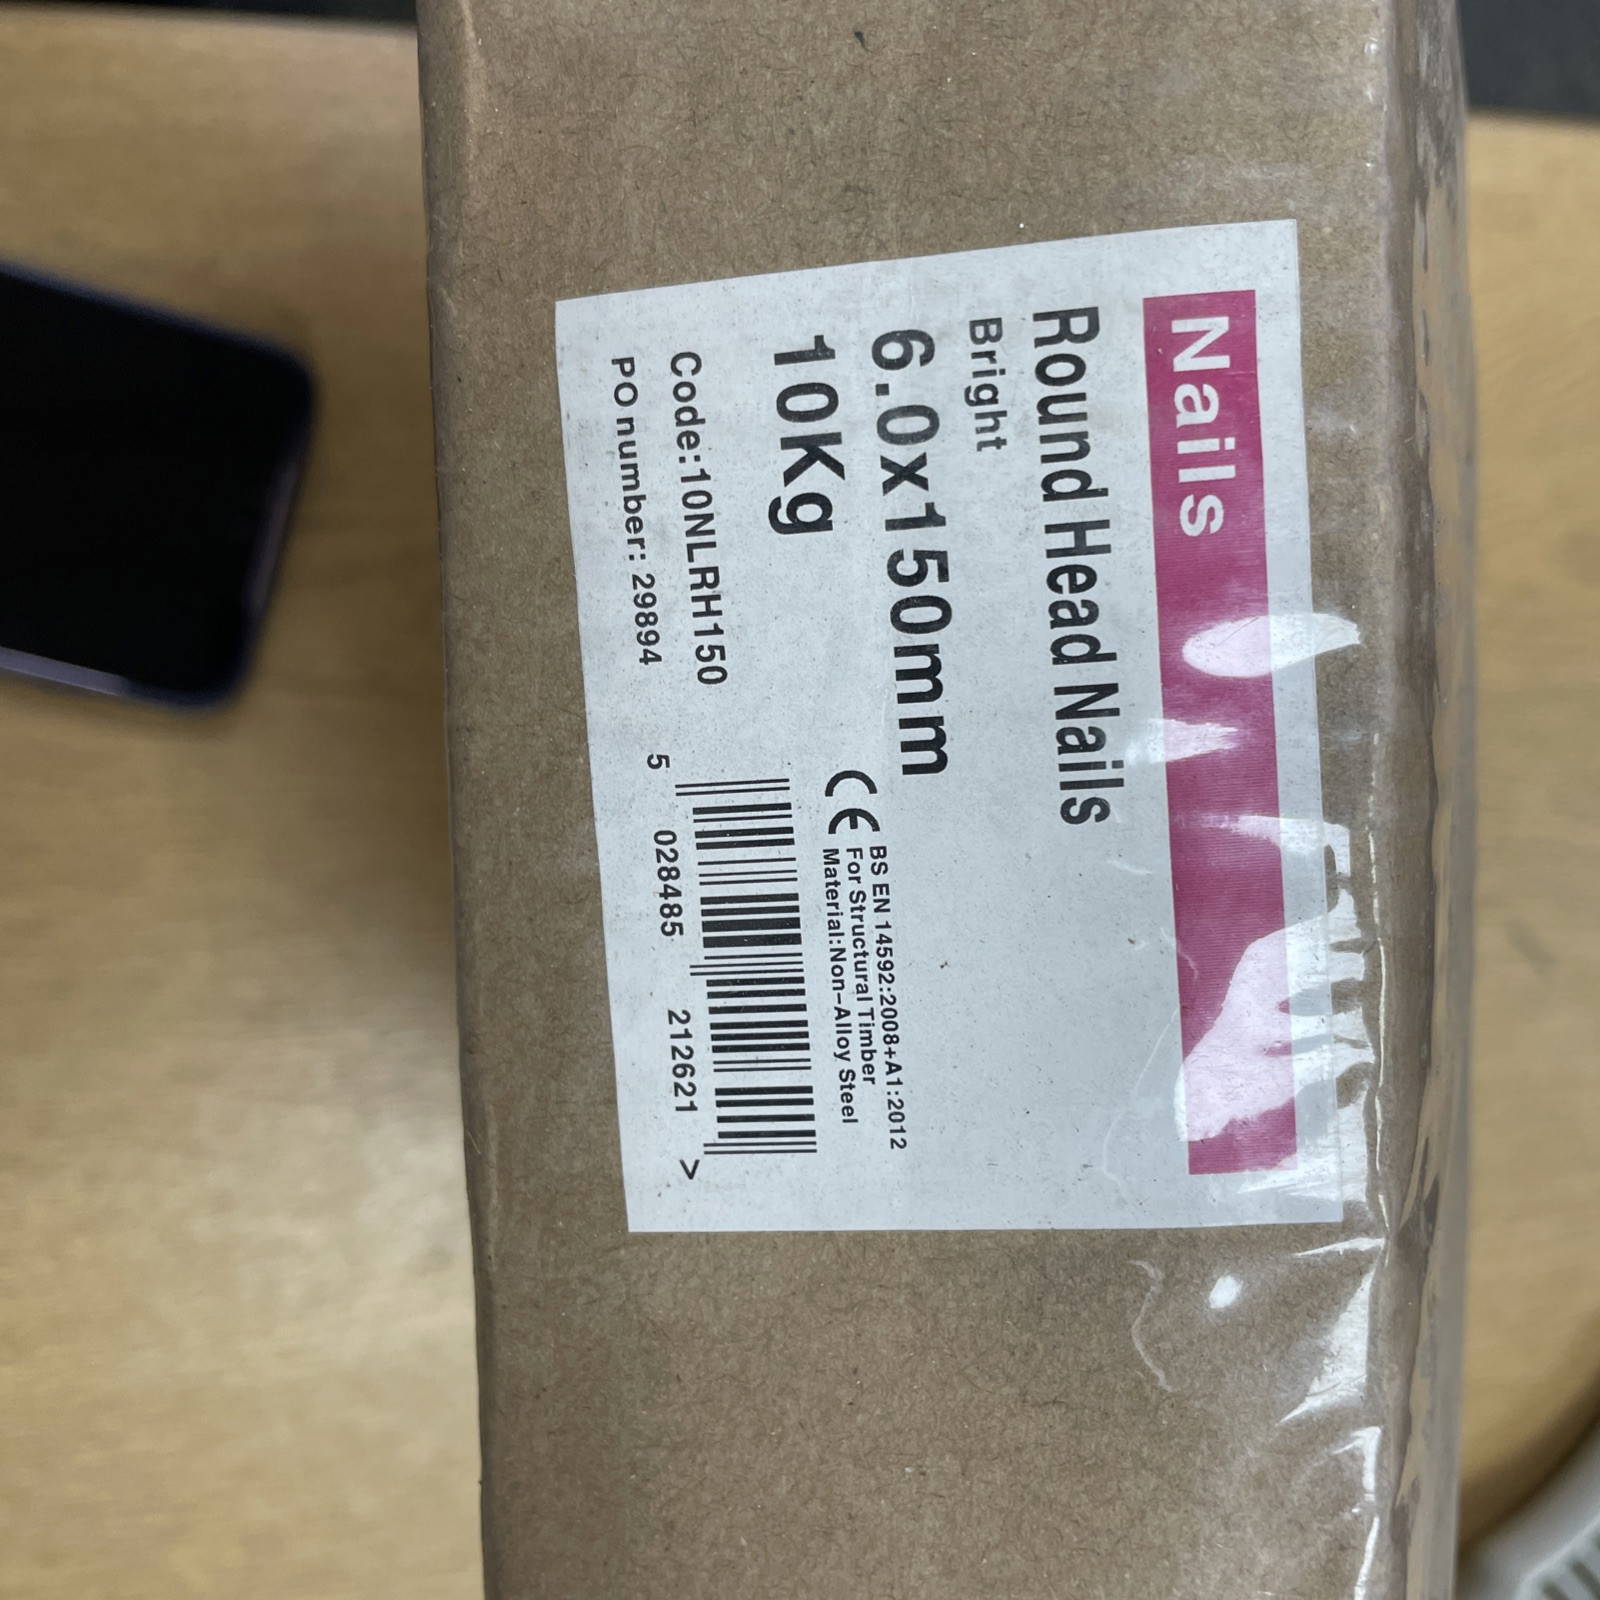 Nails
Round Head Nails
Bright
6.0x150mm
10Kg
CE
BS EN 14592:2008+A1:2012
For Structural Timber
Material:Non-Alloy Steel
Code:10NLRH150
PO number: 29894
5 028485 212621 >